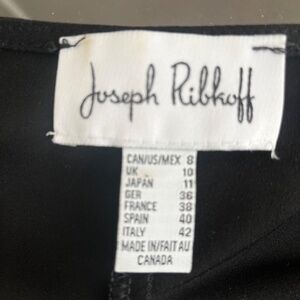 Joseph Ribkoff
CAN/US/MEX 8
UK 10
JAPAN 11
GER 36
FRANCE 38
SPAIN 40
ITALY 42
MADE IN/FAIT AU
CANADA